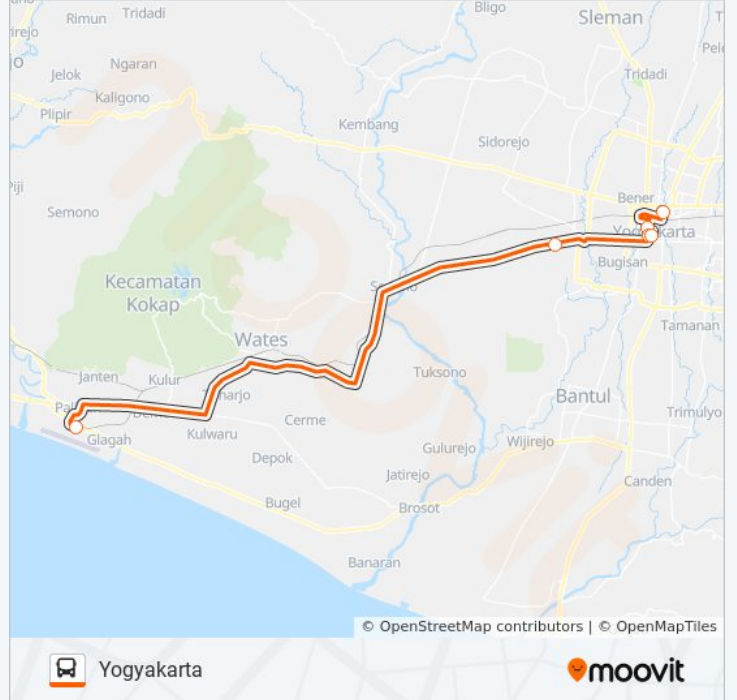 Bligo
Sleman
Rimun
Tridadi
Ngaran
Jelok
Tridadi
Kaligono
Plipir
Kembang
Sidorejo
Piji
Semono
Bener
Bugisan
Kecamatan
Kokap
Tamanan
Wates
Janten
Kulur
Tuksono
Bantul
Cerme
Trimulyo
Glagah
Kulwaru
Gulurejo
Wijirejo
Depok
Jatirejo
Canden
Bugel
Brosot
Banaran
© OpenStreetMap contributors | © OpenMapTiles
Yogyakarta
moovit